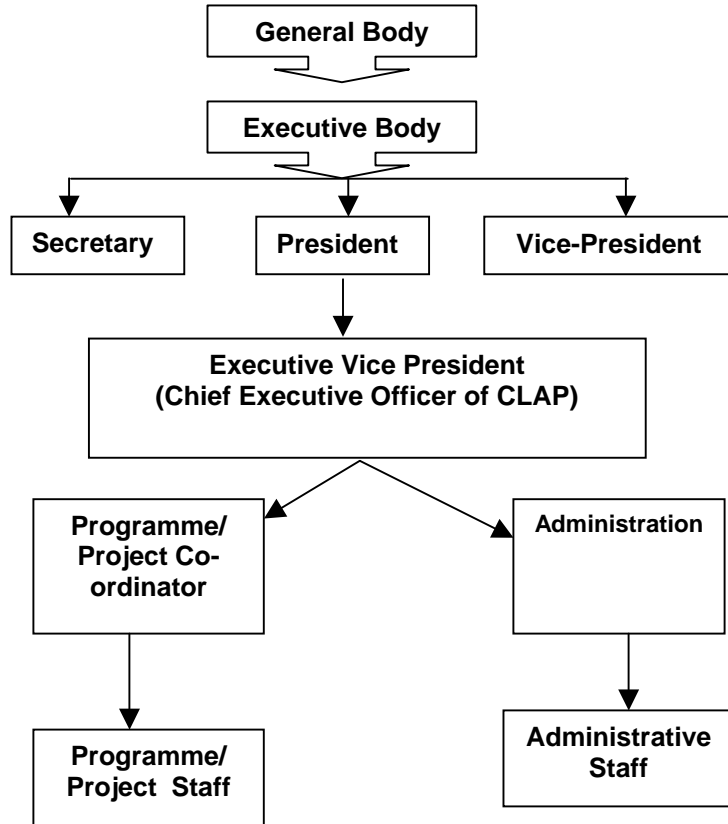 General Body
Executive Body
Secretary
President
Vice-President
Executive Vice President
(Chief Executive Officer of CLAP)
Programme/
Project Co-
ordinator
Administration
Programme/
Project Staff
Administrative
Staff